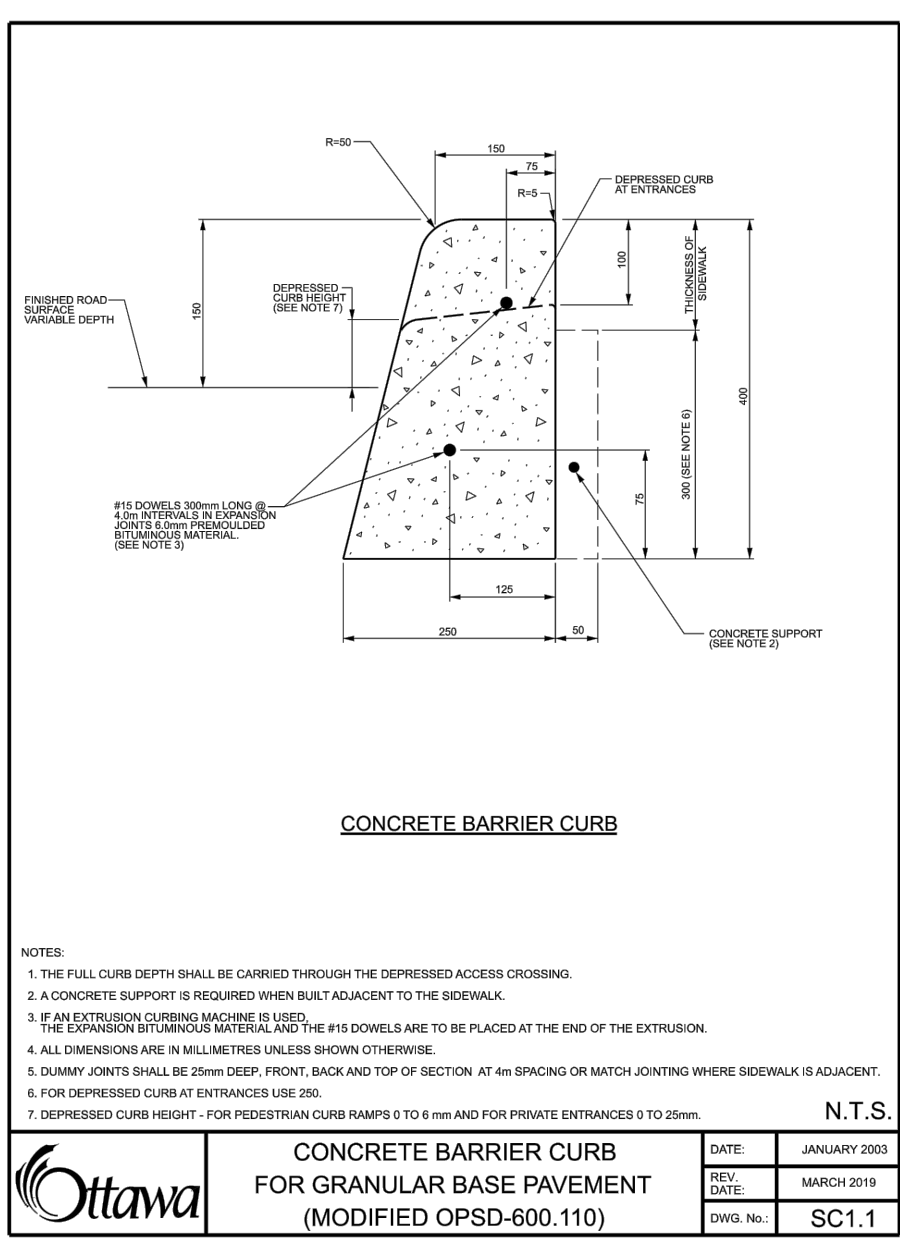 R=50
150
75
R=5
DEPRESSED CURB
AT ENTRANCES
150
FINISHED ROAD
SURFACE
VARIABLE DEPTH
DEPRESSED
CURB HEIGHT
(SEE NOTE 7)
100
THICKNESS OF
SIDEWALK
400
300 (SEE NOTE 6)
75
#15 DOWELS 300mm LONG @
4.0m INTERVALS IN EXPANSION
JOINTS 6.0mm PREMOULDED
BITUMINOUS MATERIAL.
(SEE NOTE 3)
125
250
50
CONCRETE SUPPORT
(SEE NOTE 2)
CONCRETE BARRIER CURB
NOTES:
1. THE FULL CURB DEPTH SHALL BE CARRIED THROUGH THE DEPRESSED ACCESS CROSSING.
2. A CONCRETE SUPPORT IS REQUIRED WHEN BUILT ADJACENT TO THE SIDEWALK.
3. IF AN EXTRUSION CURBING MACHINE IS USED,
THE EXPANSION BITUMINOUS MATERIAL AND THE #15 DOWELS ARE TO BE PLACED AT THE END OF THE EXTRUSION.
4. ALL DIMENSIONS ARE IN MILLIMETRES UNLESS SHOWN OTHERWISE.
5. DUMMY JOINTS SHALL BE 25mm DEEP, FRONT, BACK AND TOP OF SECTION AT 4m SPACING OR MATCH JOINTING WHERE SIDEWALK IS ADJACENT.
6. FOR DEPRESSED CURB AT ENTRANCES USE 250.
7. DEPRESSED CURB HEIGHT - FOR PEDESTRIAN CURB RAMPS 0 TO 6 mm AND FOR PRIVATE ENTRANCES 0 TO 25mm.
N.T.S.
Ottawa
CONCRETE BARRIER CURB
FOR GRANULAR BASE PAVEMENT
(MODIFIED OPSD-600.110)
DATE: JANUARY 2003
REV.
DATE: MARCH 2019
DWG. No.: SC1.1